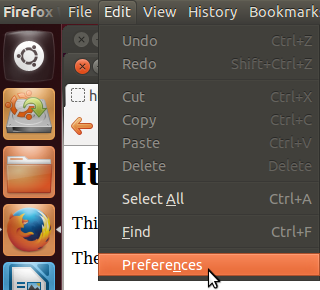 Firefox File Edit View History Bookmark
Undo Ctrl+Z
Redo Shift+Ctrl+Z
Cut Ctrl+X
Copy Ctrl+C
Paste Ctrl+V
Delete Delete
Select All Ctrl+A
Find Ctrl+F
Preferences
h
It
Thi
The